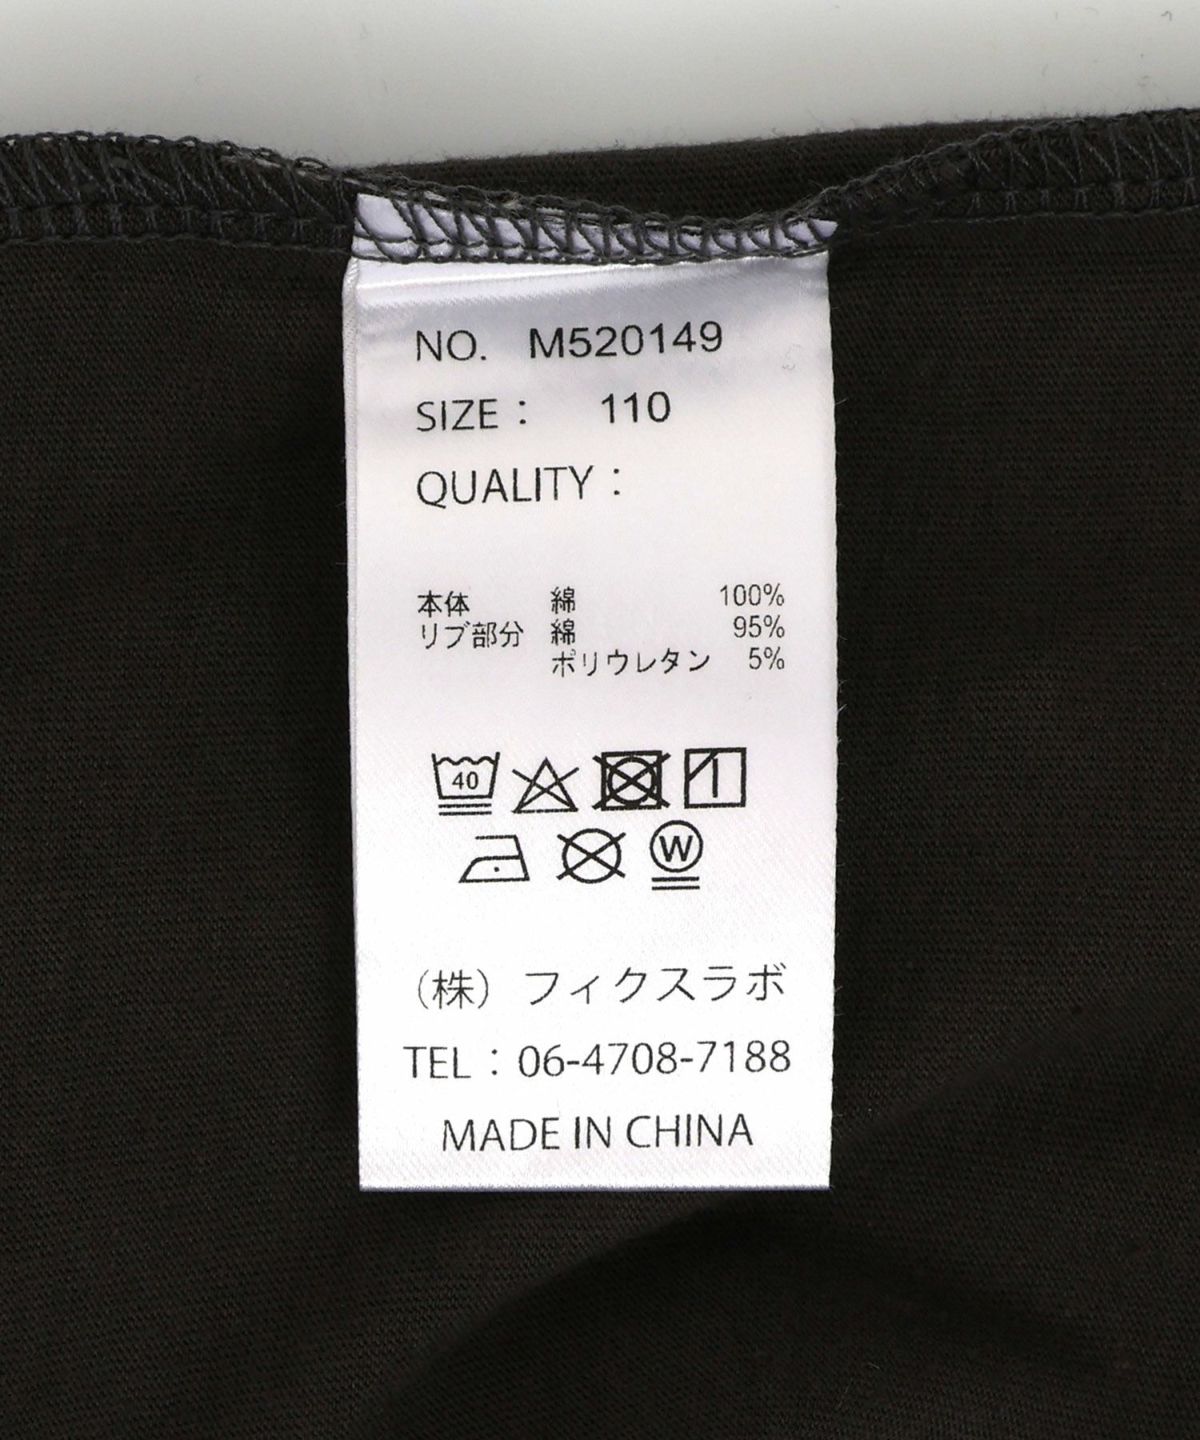 NO. M520149
SIZE： 110
QUALITY：
本体 綿 100%
リブ部分 綿 95%
ポリウレタン 5%
40
W
（株）フィクスラボ
TEL：06-4708-7188
MADE IN CHINA